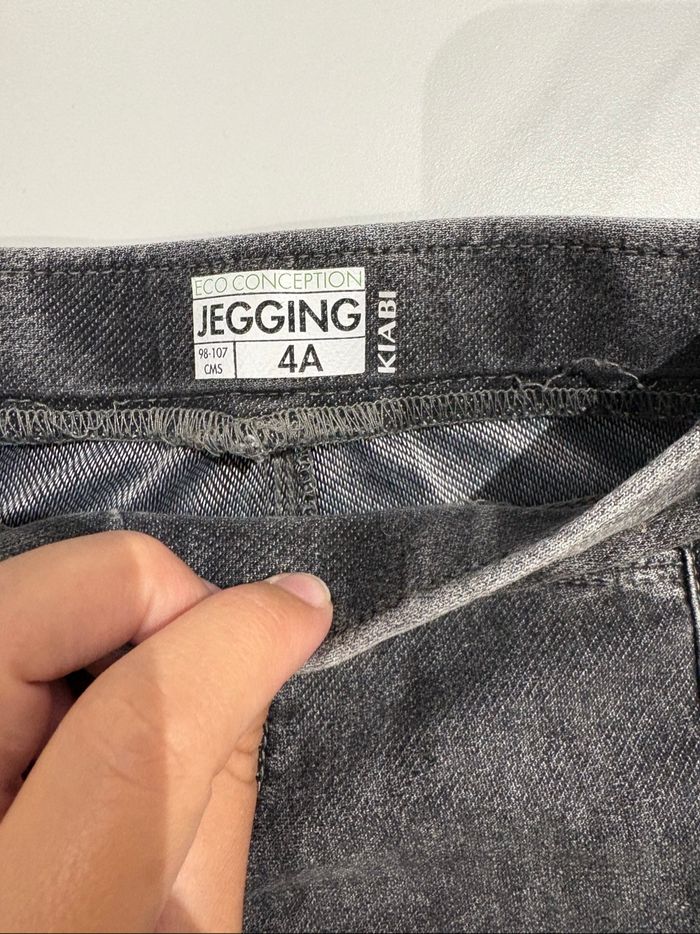 ECO CONCEPTION
JEGGING
98-107
CMS
4A
KIABI